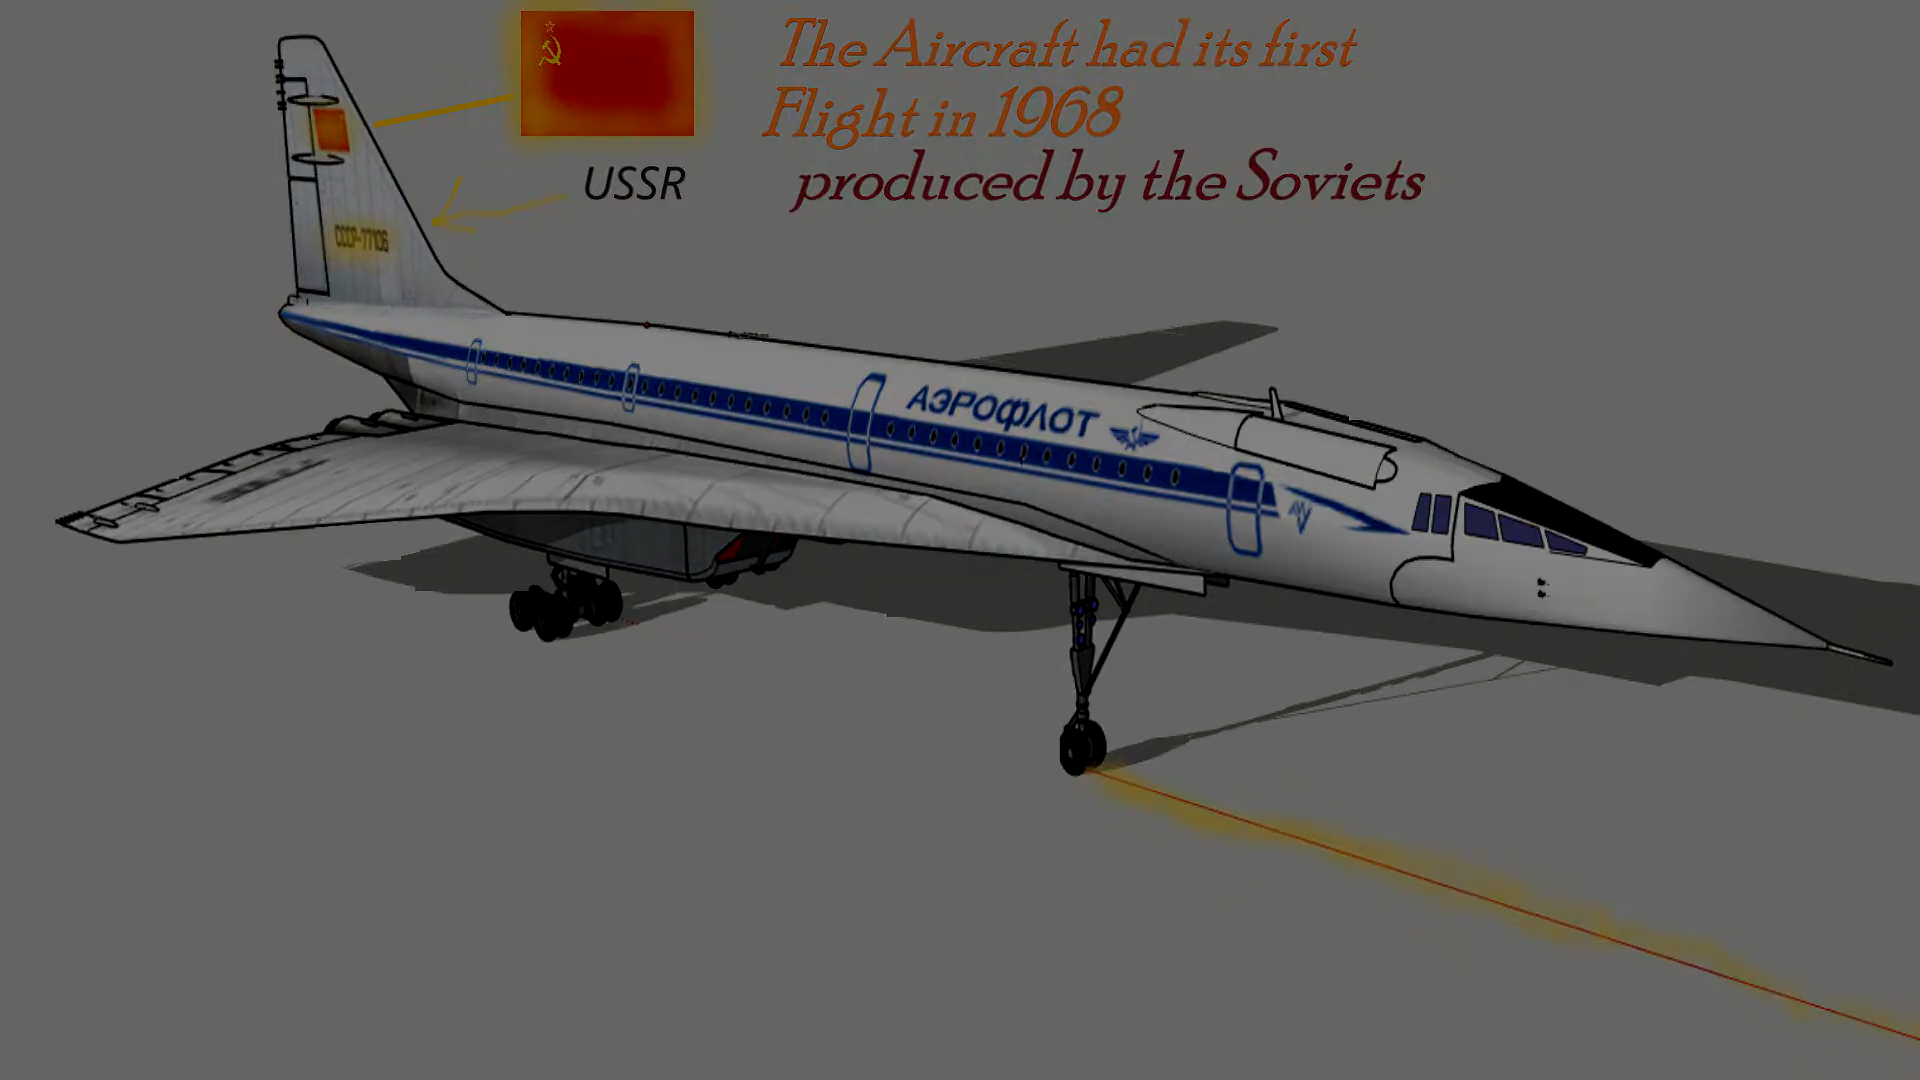 The Aircraft had its first
Flight in 1968
produced by the Soviets
USSR
СССР-77106
АЭРОФЛОТ